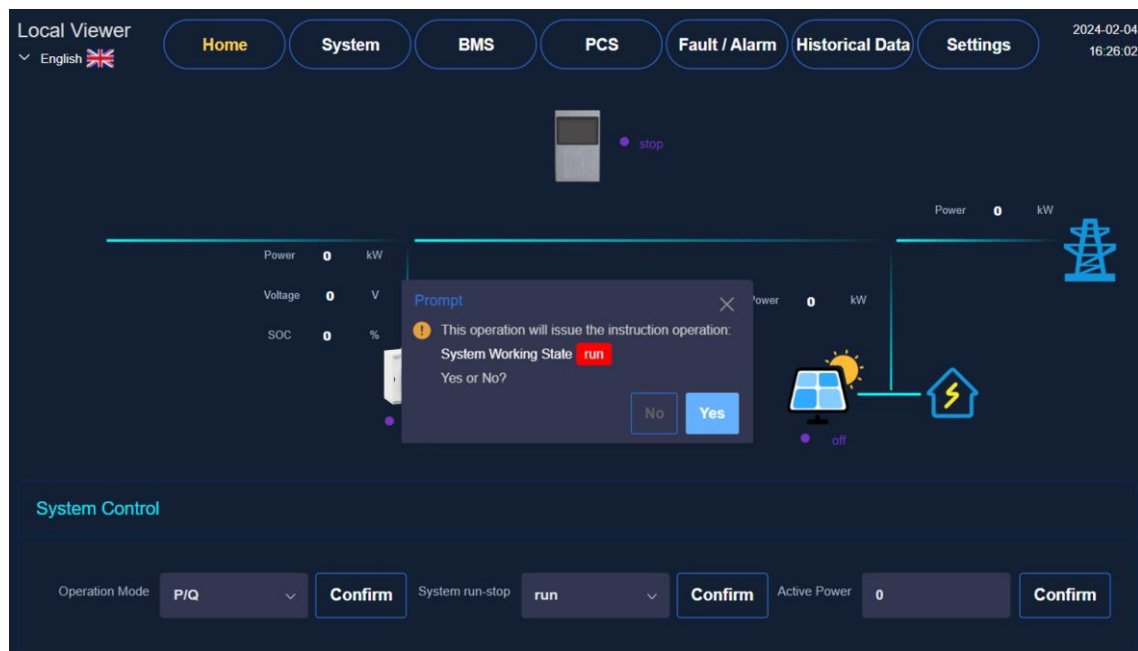 Local Viewer
English
Home
System
BMS
PCS
Fault / Alarm
Historical Data
Settings
2024-02-04
16:26:02
stop
Power 0 kW
Power 0 kW
Voltage 0 V
SOC 0 %
Power 0 kW
Prompt
This operation will issue the instruction operation:
System Working State run
Yes or No?
No Yes
off
System Control
Operation Mode P/Q Confirm System run-stop run Confirm Active Power 0 Confirm